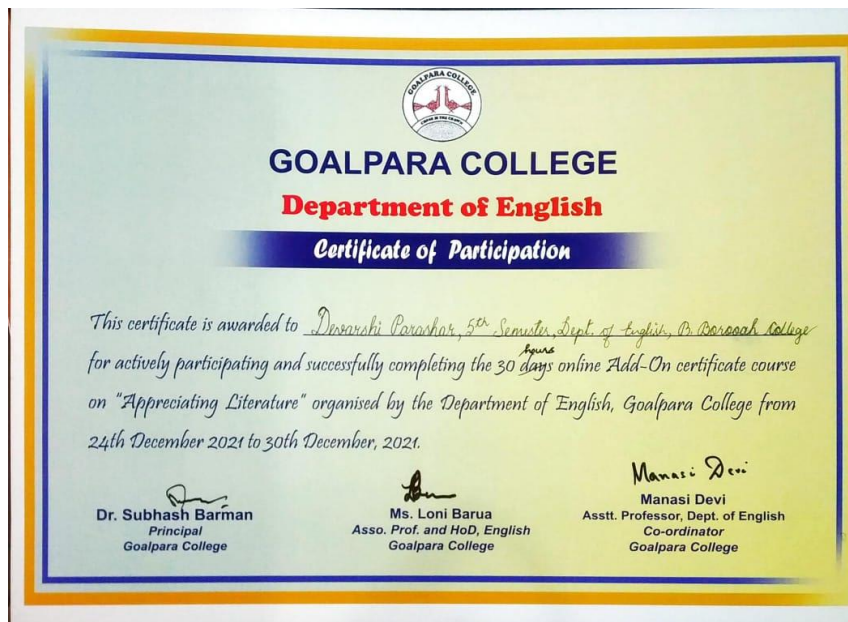 GOALPARA COLLEGE
GOALPARA COLLEGE
Department of English
Certificate of Participation
This certificate is awarded to Devarshi Parashar, 5th Semester, Dept. of English, B. Borooah College
hours
for actively participating and successfully completing the 30 days online Add-On certificate course
on "Appreciating Literature" organised by the Department of English, Goalpara College from
24th December 2021 to 30th December, 2021.
Manasi Devi
Dr. Subhash Barman
Principal
Goalpara College
Ms. Loni Barua
Asso. Prof. and HoD, English
Goalpara College
Manasi Devi
Asstt. Professor, Dept. of English
Co-ordinator
Goalpara College